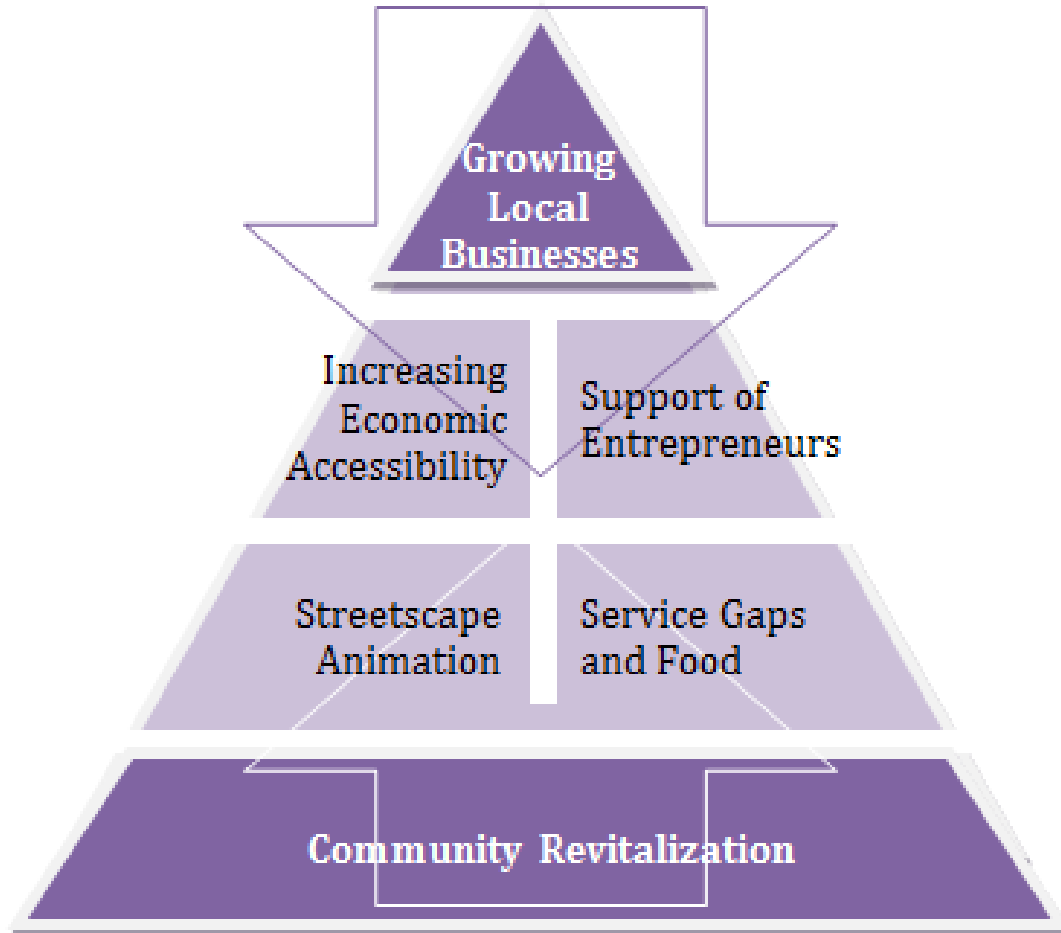 Growing
Local
Businesses
Increasing
Economic
Accessibility
Support of
Entrepreneurs
Streetscape
Animation
Service Gaps
and Food
Community Revitalization